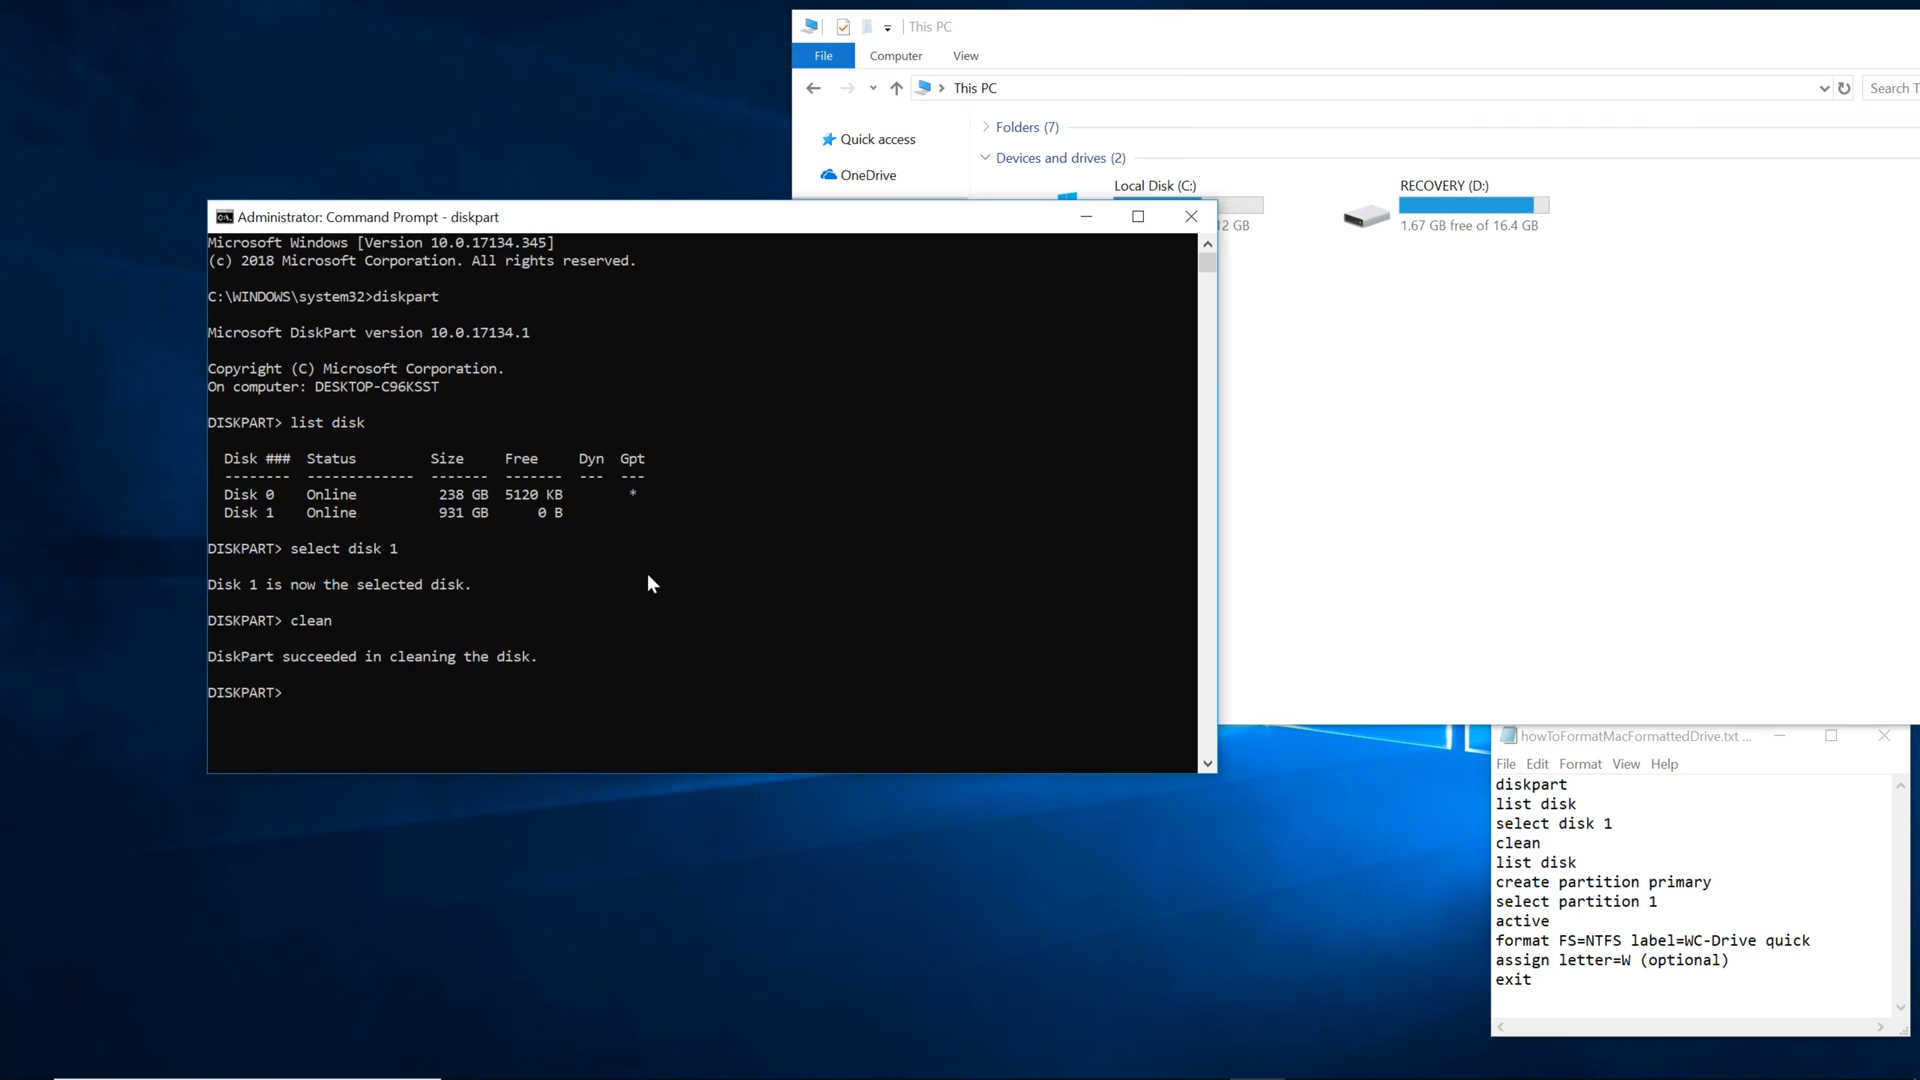 This PC
File Computer View
This PC
Search T
Quick access
OneDrive
Folders (7)
Devices and drives (2)
Local Disk (C:)
12 GB
RECOVERY (D:)
1.67 GB free of 16.4 GB
Administrator: Command Prompt - diskpart
Microsoft Windows [Version 10.0.17134.345]
(c) 2018 Microsoft Corporation. All rights reserved.
C:\WINDOWS\system32>diskpart
Microsoft DiskPart version 10.0.17134.1
Copyright (C) Microsoft Corporation.
On computer: DESKTOP-C96KSST
DISKPART> list disk
Disk ### Status Size Free Dyn Gpt
-------- ------------- ------- ------- --- ---
Disk 0 Online 238 GB 5120 KB *
Disk 1 Online 931 GB 0 B
DISKPART> select disk 1
Disk 1 is now the selected disk.
DISKPART> clean
DiskPart succeeded in cleaning the disk.
DISKPART>
howToFormatMacFormattedDrive.txt ...
File Edit Format View Help
diskpart
list disk
select disk 1
clean
list disk
create partition primary
select partition 1
active
format FS=NTFS label=WC-Drive quick
assign letter=W (optional)
exit